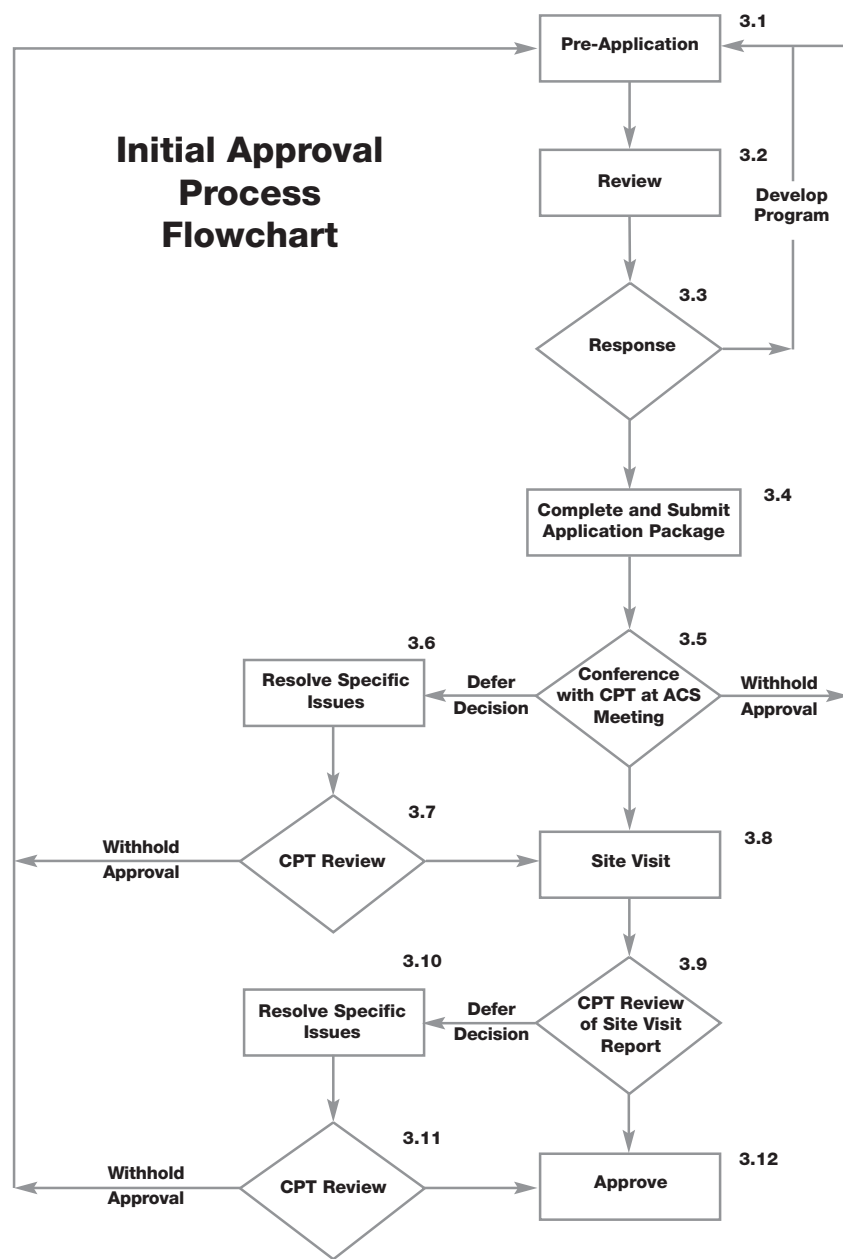 3.1
Pre-Application
Initial Approval
Process
Flowchart
3.2
Review
Develop
Program
3.3
Response
3.4
Complete and Submit
Application Package
3.5
Conference
with CPT at ACS
Meeting
Withhold
Approval
Defer
Decision
3.6
Resolve Specific
Issues
3.7
CPT Review
Withhold
Approval
3.8
Site Visit
3.9
CPT Review
of Site Visit
Report
Defer
Decision
3.10
Resolve Specific
Issues
3.11
CPT Review
Withhold
Approval
3.12
Approve